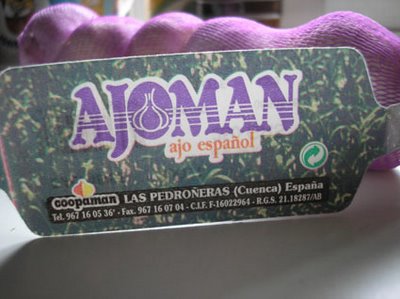 AJOMAN
ajo español
coopaman LAS PEDROÑERAS (Cuenca) España
Tel. 967 16 05 36* - Fax. 967 16 07 04 - C.I.F. F-16022964 - R.G.S. 21.18287/AB